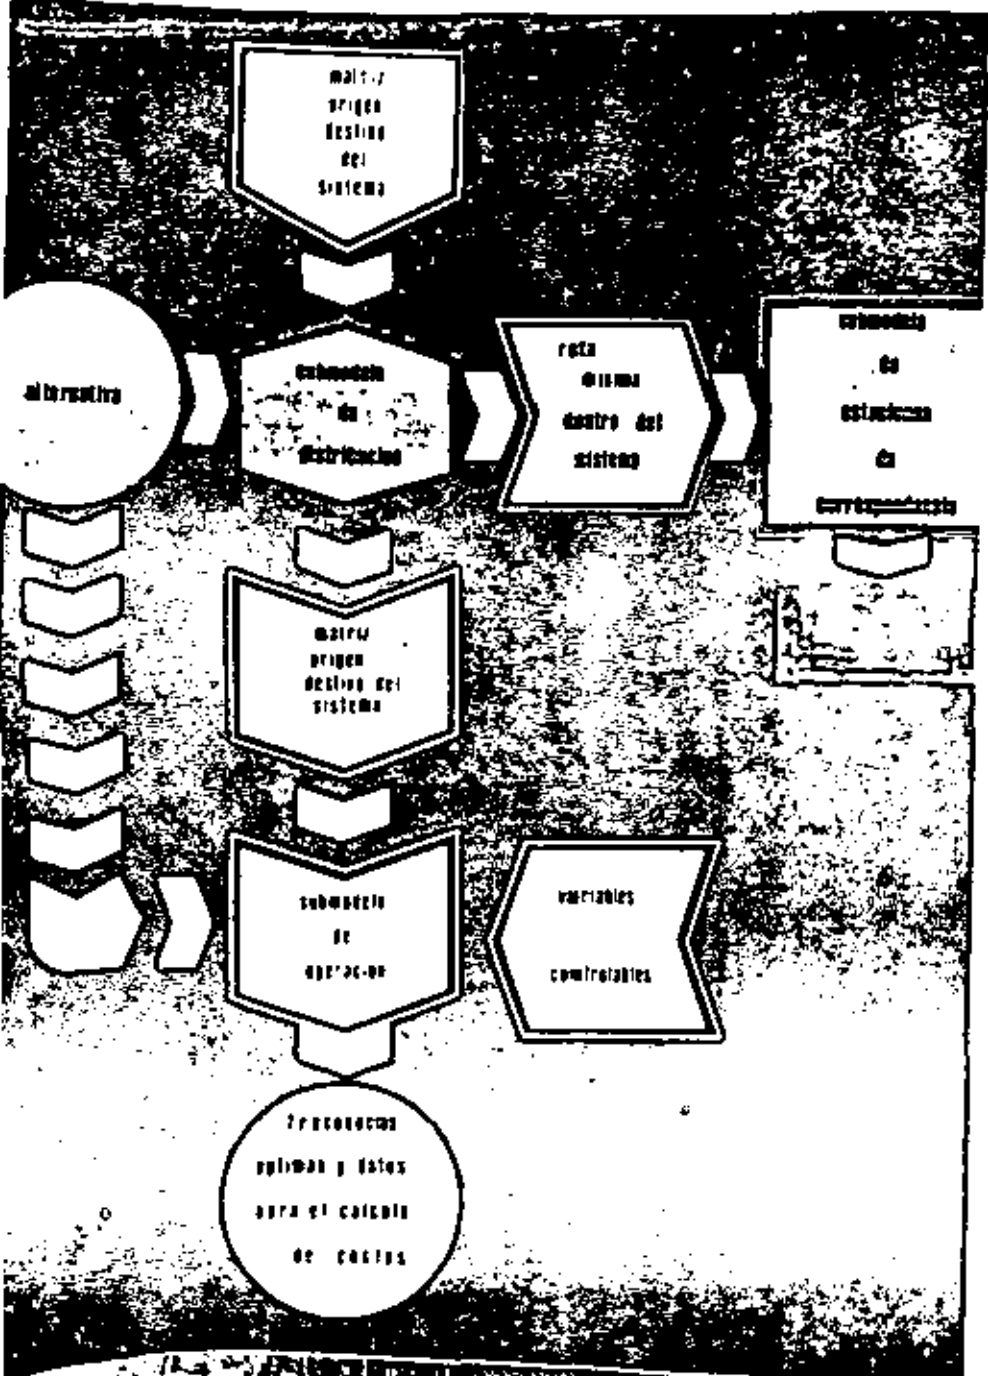 matriz
origen
destino
del
sistema
alternativa
submodelo
de
distribucion
ruta
minima
dentro del
sistema
submodelo
de
estaciones
de
correspondencia
matriz
origen
destino del
sistema
submodelo
de
operacion
variables
controlables
frecuencias
optimas y datos
para el calculo
de costos